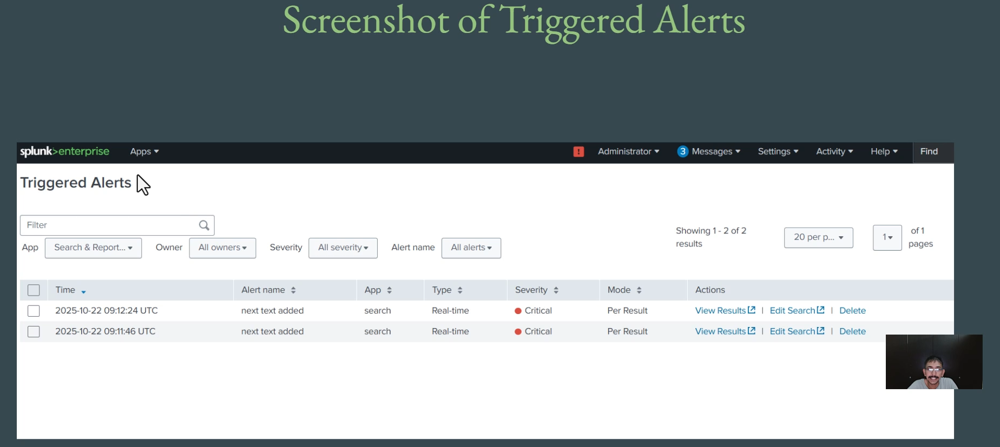 Screenshot of Triggered Alerts
splunk>enterprise Apps ! Administrator 3 Messages Settings Activity Help Find
Triggered Alerts
Filter
App Search & Report... Owner All owners Severity All severity Alert name All alerts
Showing 1 - 2 of 2
results
20 per p... 1 of 1
pages
Time Alert name App Type Severity Mode Actions
2025-10-22 09:12:24 UTC next text added search Real-time Critical Per Result View Results | Edit Search | Delete
2025-10-22 09:11:46 UTC next text added search Real-time Critical Per Result View Results | Edit Search | Delete